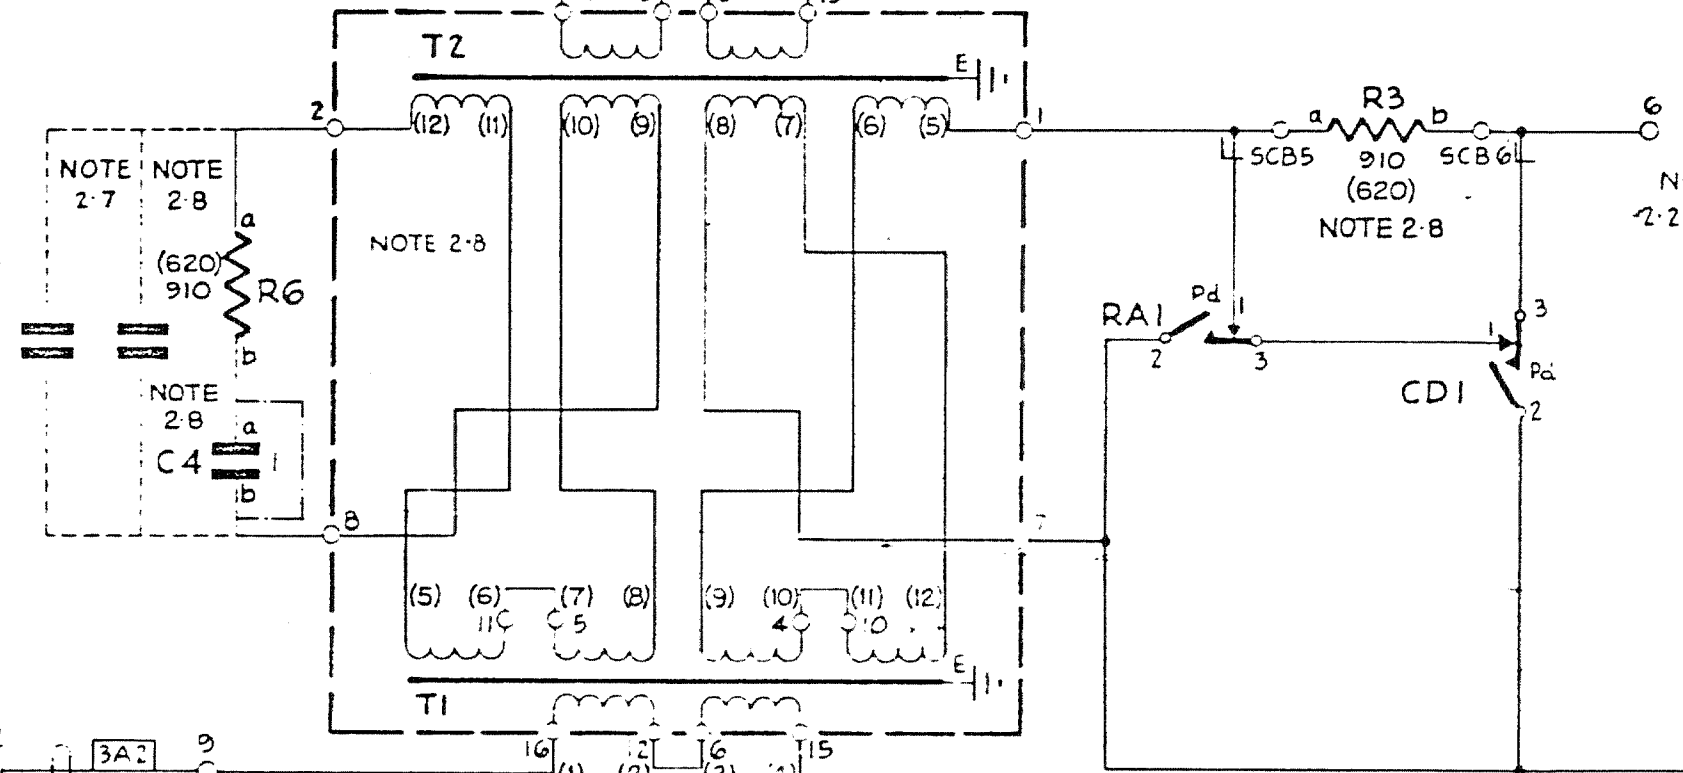 T2
E
2
(12) (11) (10) (9) (8) (7) (6) (5)
1
SCB5
a R3 b
910
(620)
NOTE 2·8
SCB6
6
2·2
NOTE
2·7
NOTE
2·8
a
(620)
910
R6
b
NOTE 2·8
NOTE
2·8
a
C4
1
b
8
7
RA1
Pd
1
2
3
3
1
Pd
CD1
2
(5) (6) (7) (8) (9) (10) (11) (12)
11 5 4 10
E
T1
16 12 6 15
3A2
9